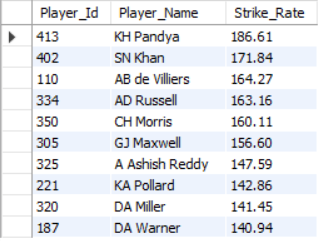 Player_Id Player_Name Strike_Rate
413 KH Pandya 186.61
402 SN Khan 171.84
110 AB de Villiers 164.27
334 AD Russell 163.16
350 CH Morris 160.11
305 GJ Maxwell 156.60
325 A Ashish Reddy 147.59
221 KA Pollard 142.86
320 DA Miller 141.45
187 DA Warner 140.94